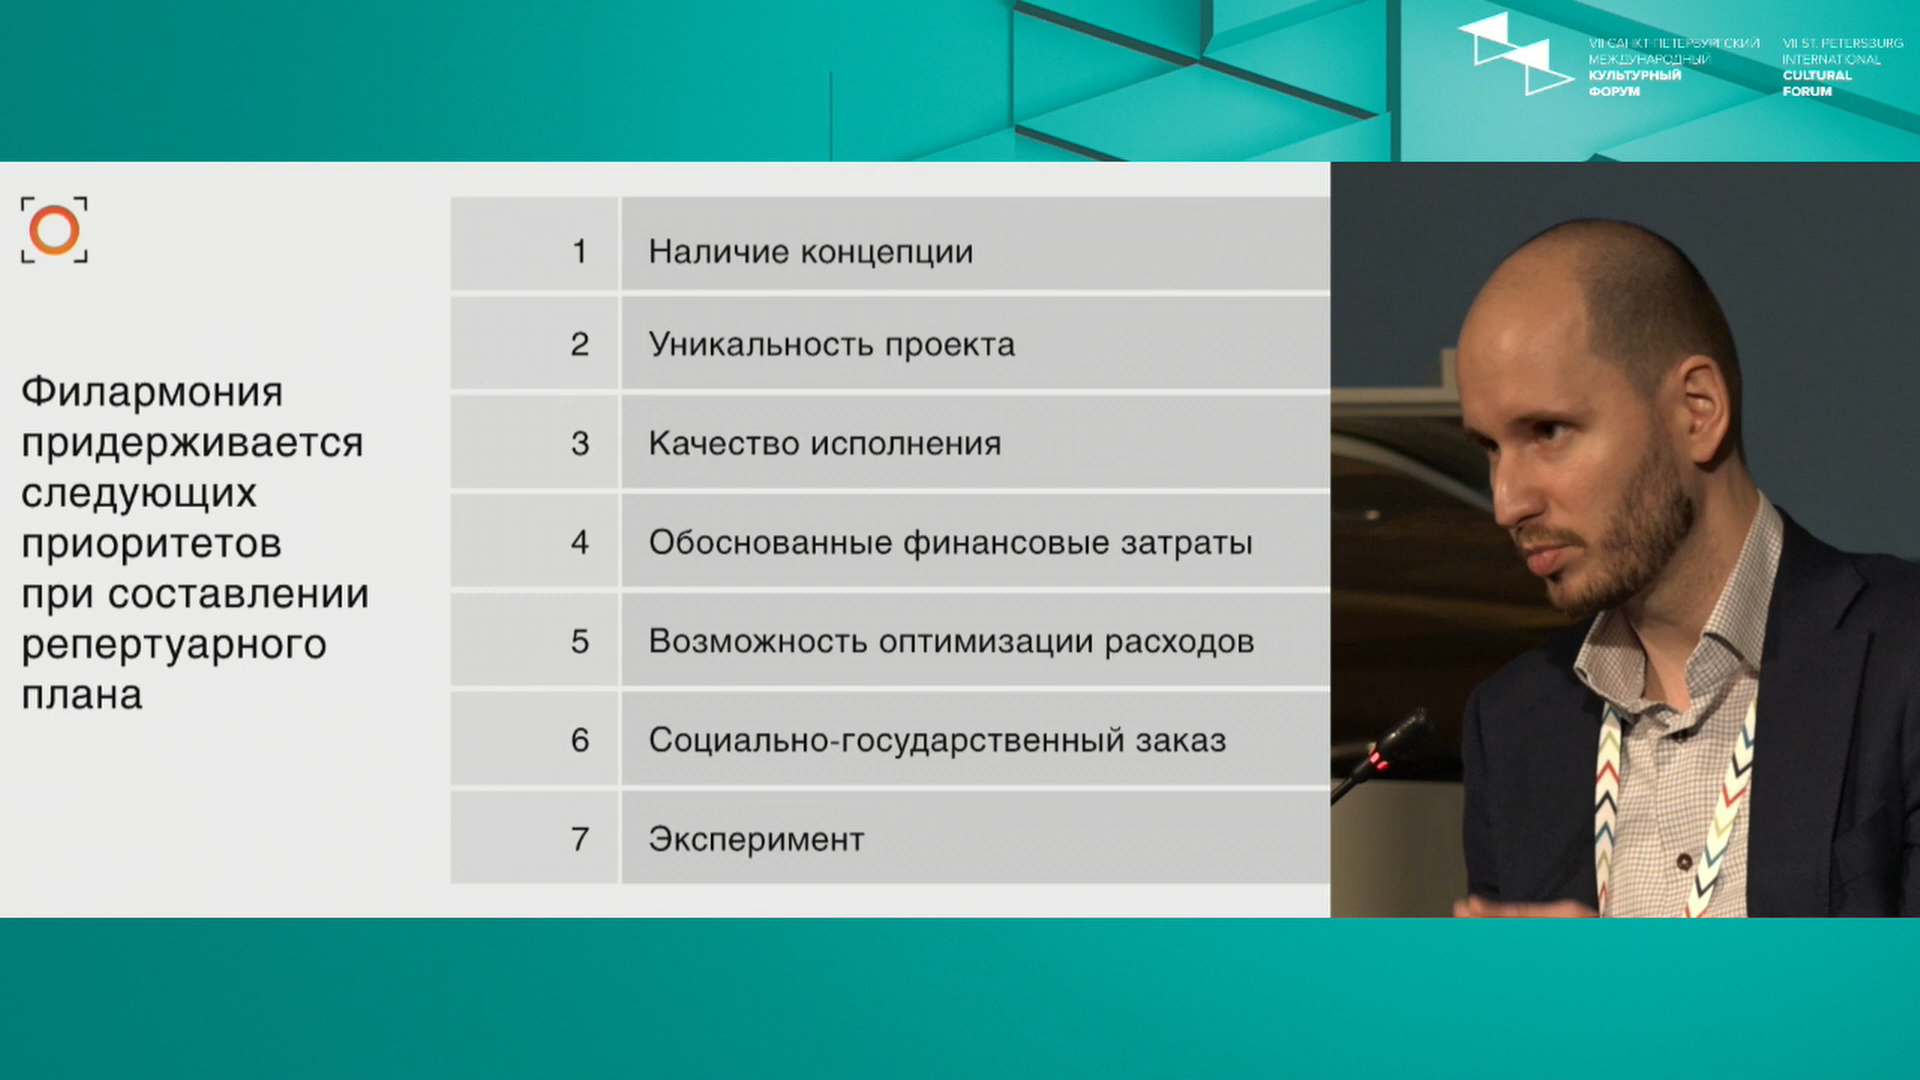 VII САНКТ-ПЕТЕРБУРГСКИЙ
МЕЖДУНАРОДНЫЙ
КУЛЬТУРНЫЙ
ФОРУМ
VII ST. PETERSBURG
INTERNATIONAL
CULTURAL
FORUM
Филармония
придерживается
следующих
приоритетов
при составлении
репертуарного
плана
1 Наличие концепции
2 Уникальность проекта
3 Качество исполнения
4 Обоснованные финансовые затраты
5 Возможность оптимизации расходов
6 Социально-государственный заказ
7 Эксперимент